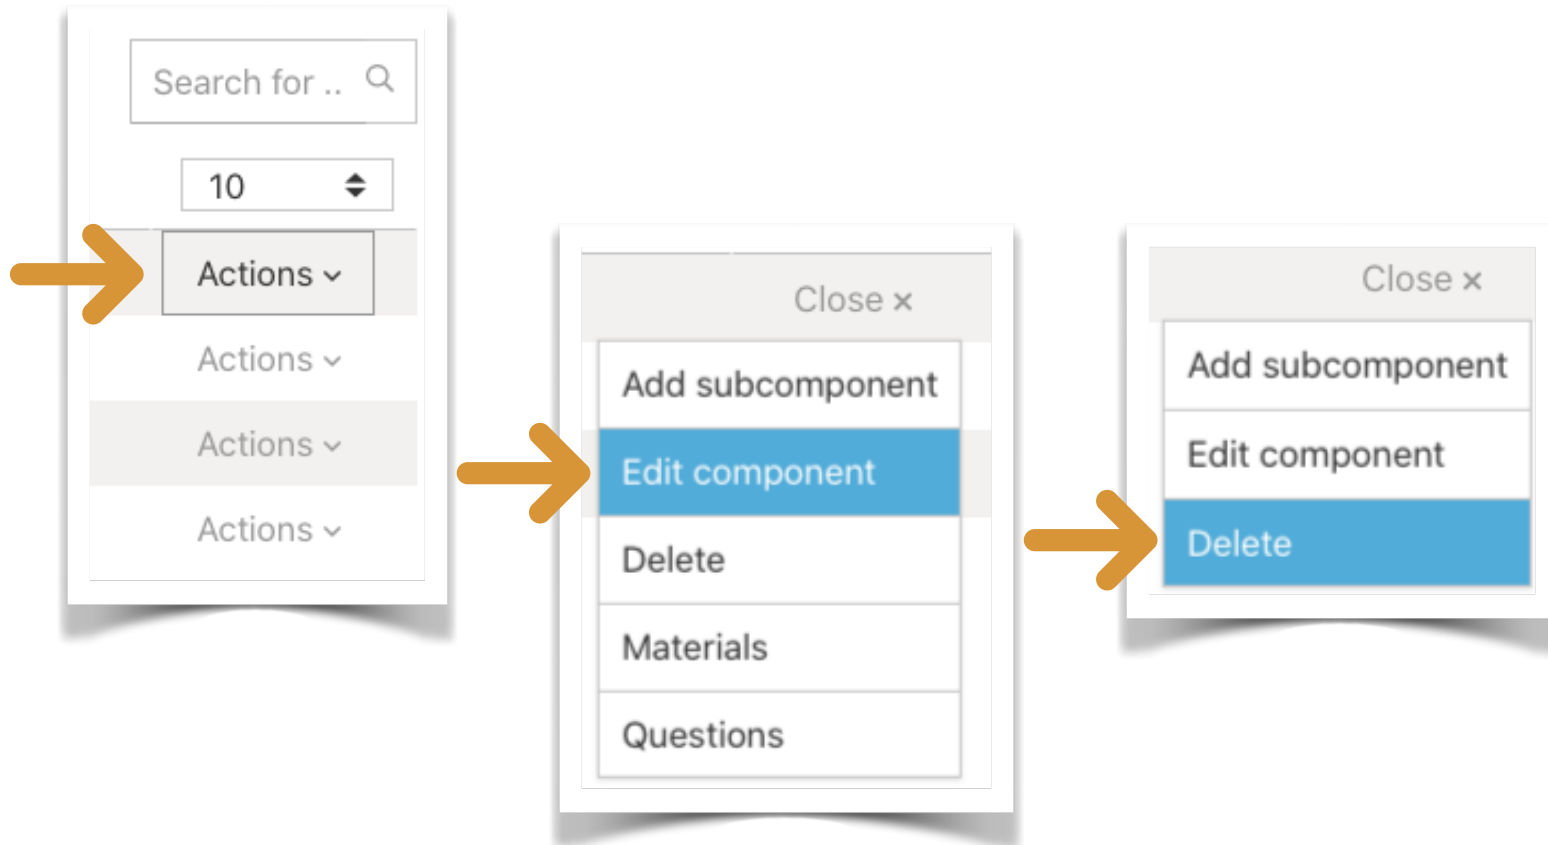 Search for ..
10
Actions
Actions
Actions
Actions
Close ×
Add subcomponent
Edit component
Delete
Materials
Questions
Close ×
Add subcomponent
Edit component
Delete